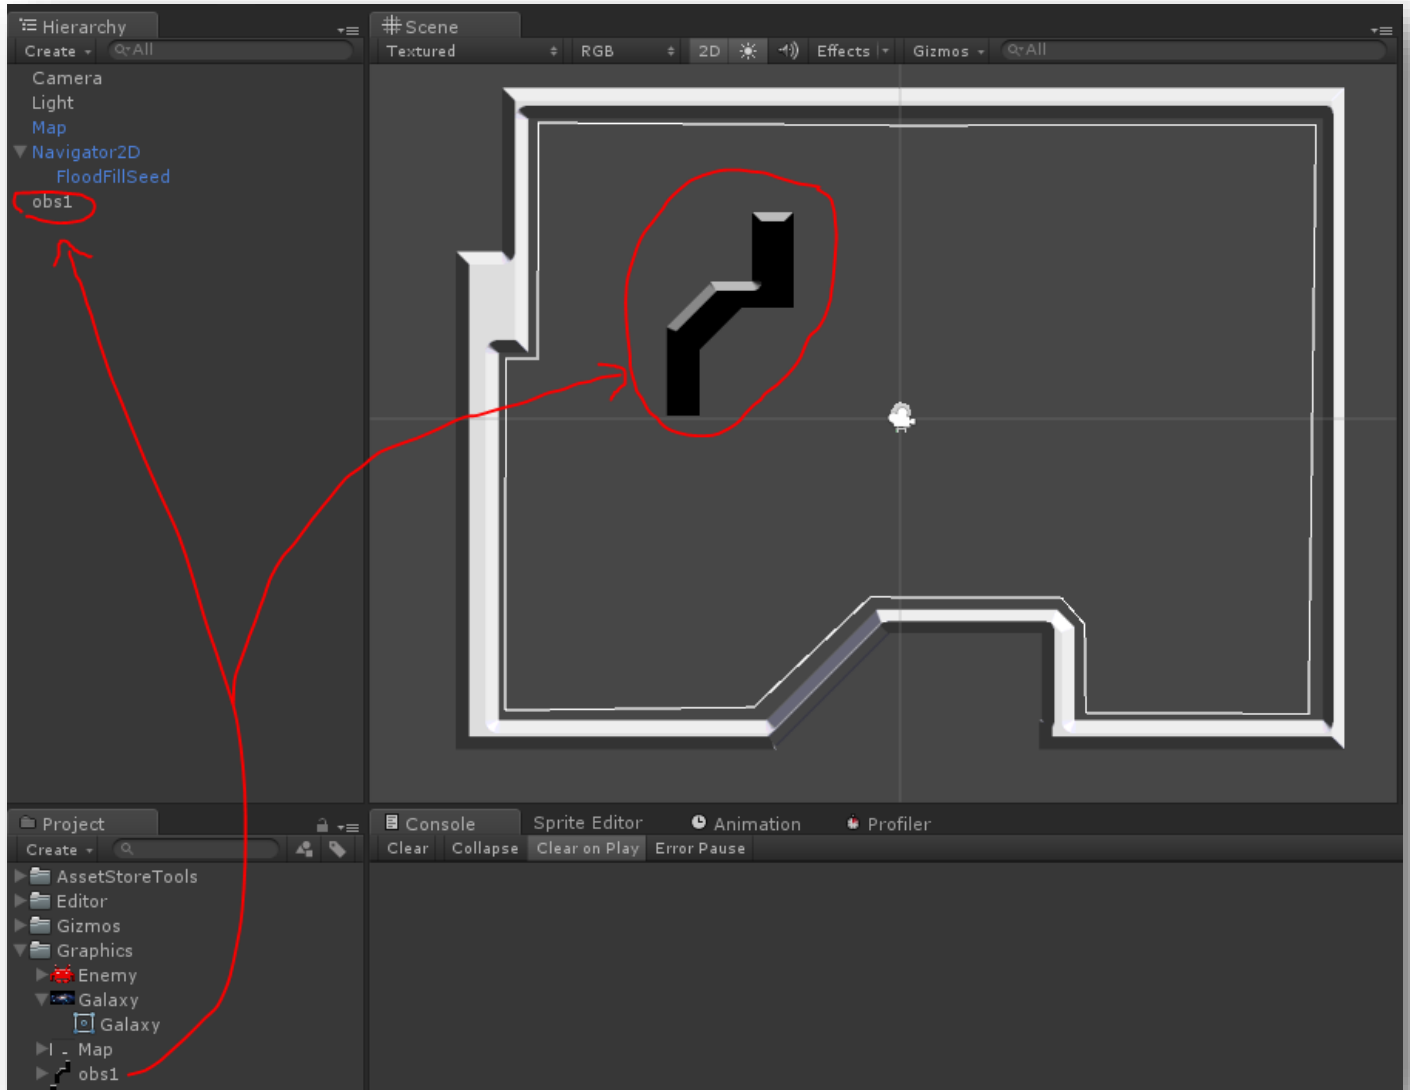 Hierarchy
Create All
Camera
Light
Map
Navigator2D
FloodFillSeed
obs1
Scene
Textured RGB 2D Effects Gizmos All
Project
Create
AssetStoreTools
Editor
Gizmos
Graphics
Enemy
Galaxy
Galaxy
Map
obs1
Console Sprite Editor Animation Profiler
Clear Collapse Clear on Play Error Pause